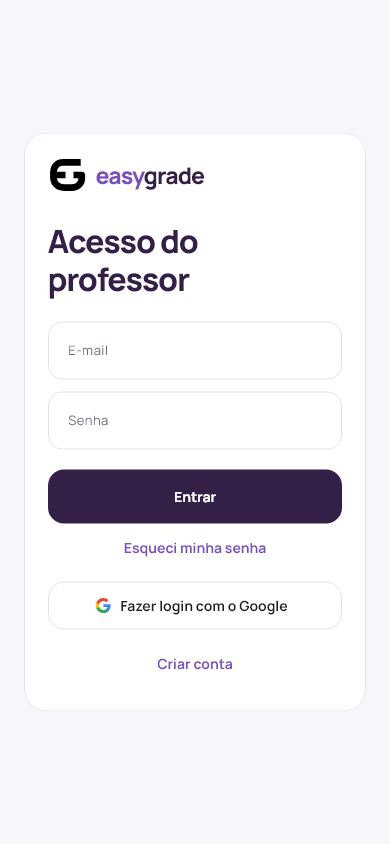 easygrade
Acesso do
professor
E-mail
Senha
Entrar
Esqueci minha senha
Fazer login com o Google
Criar conta